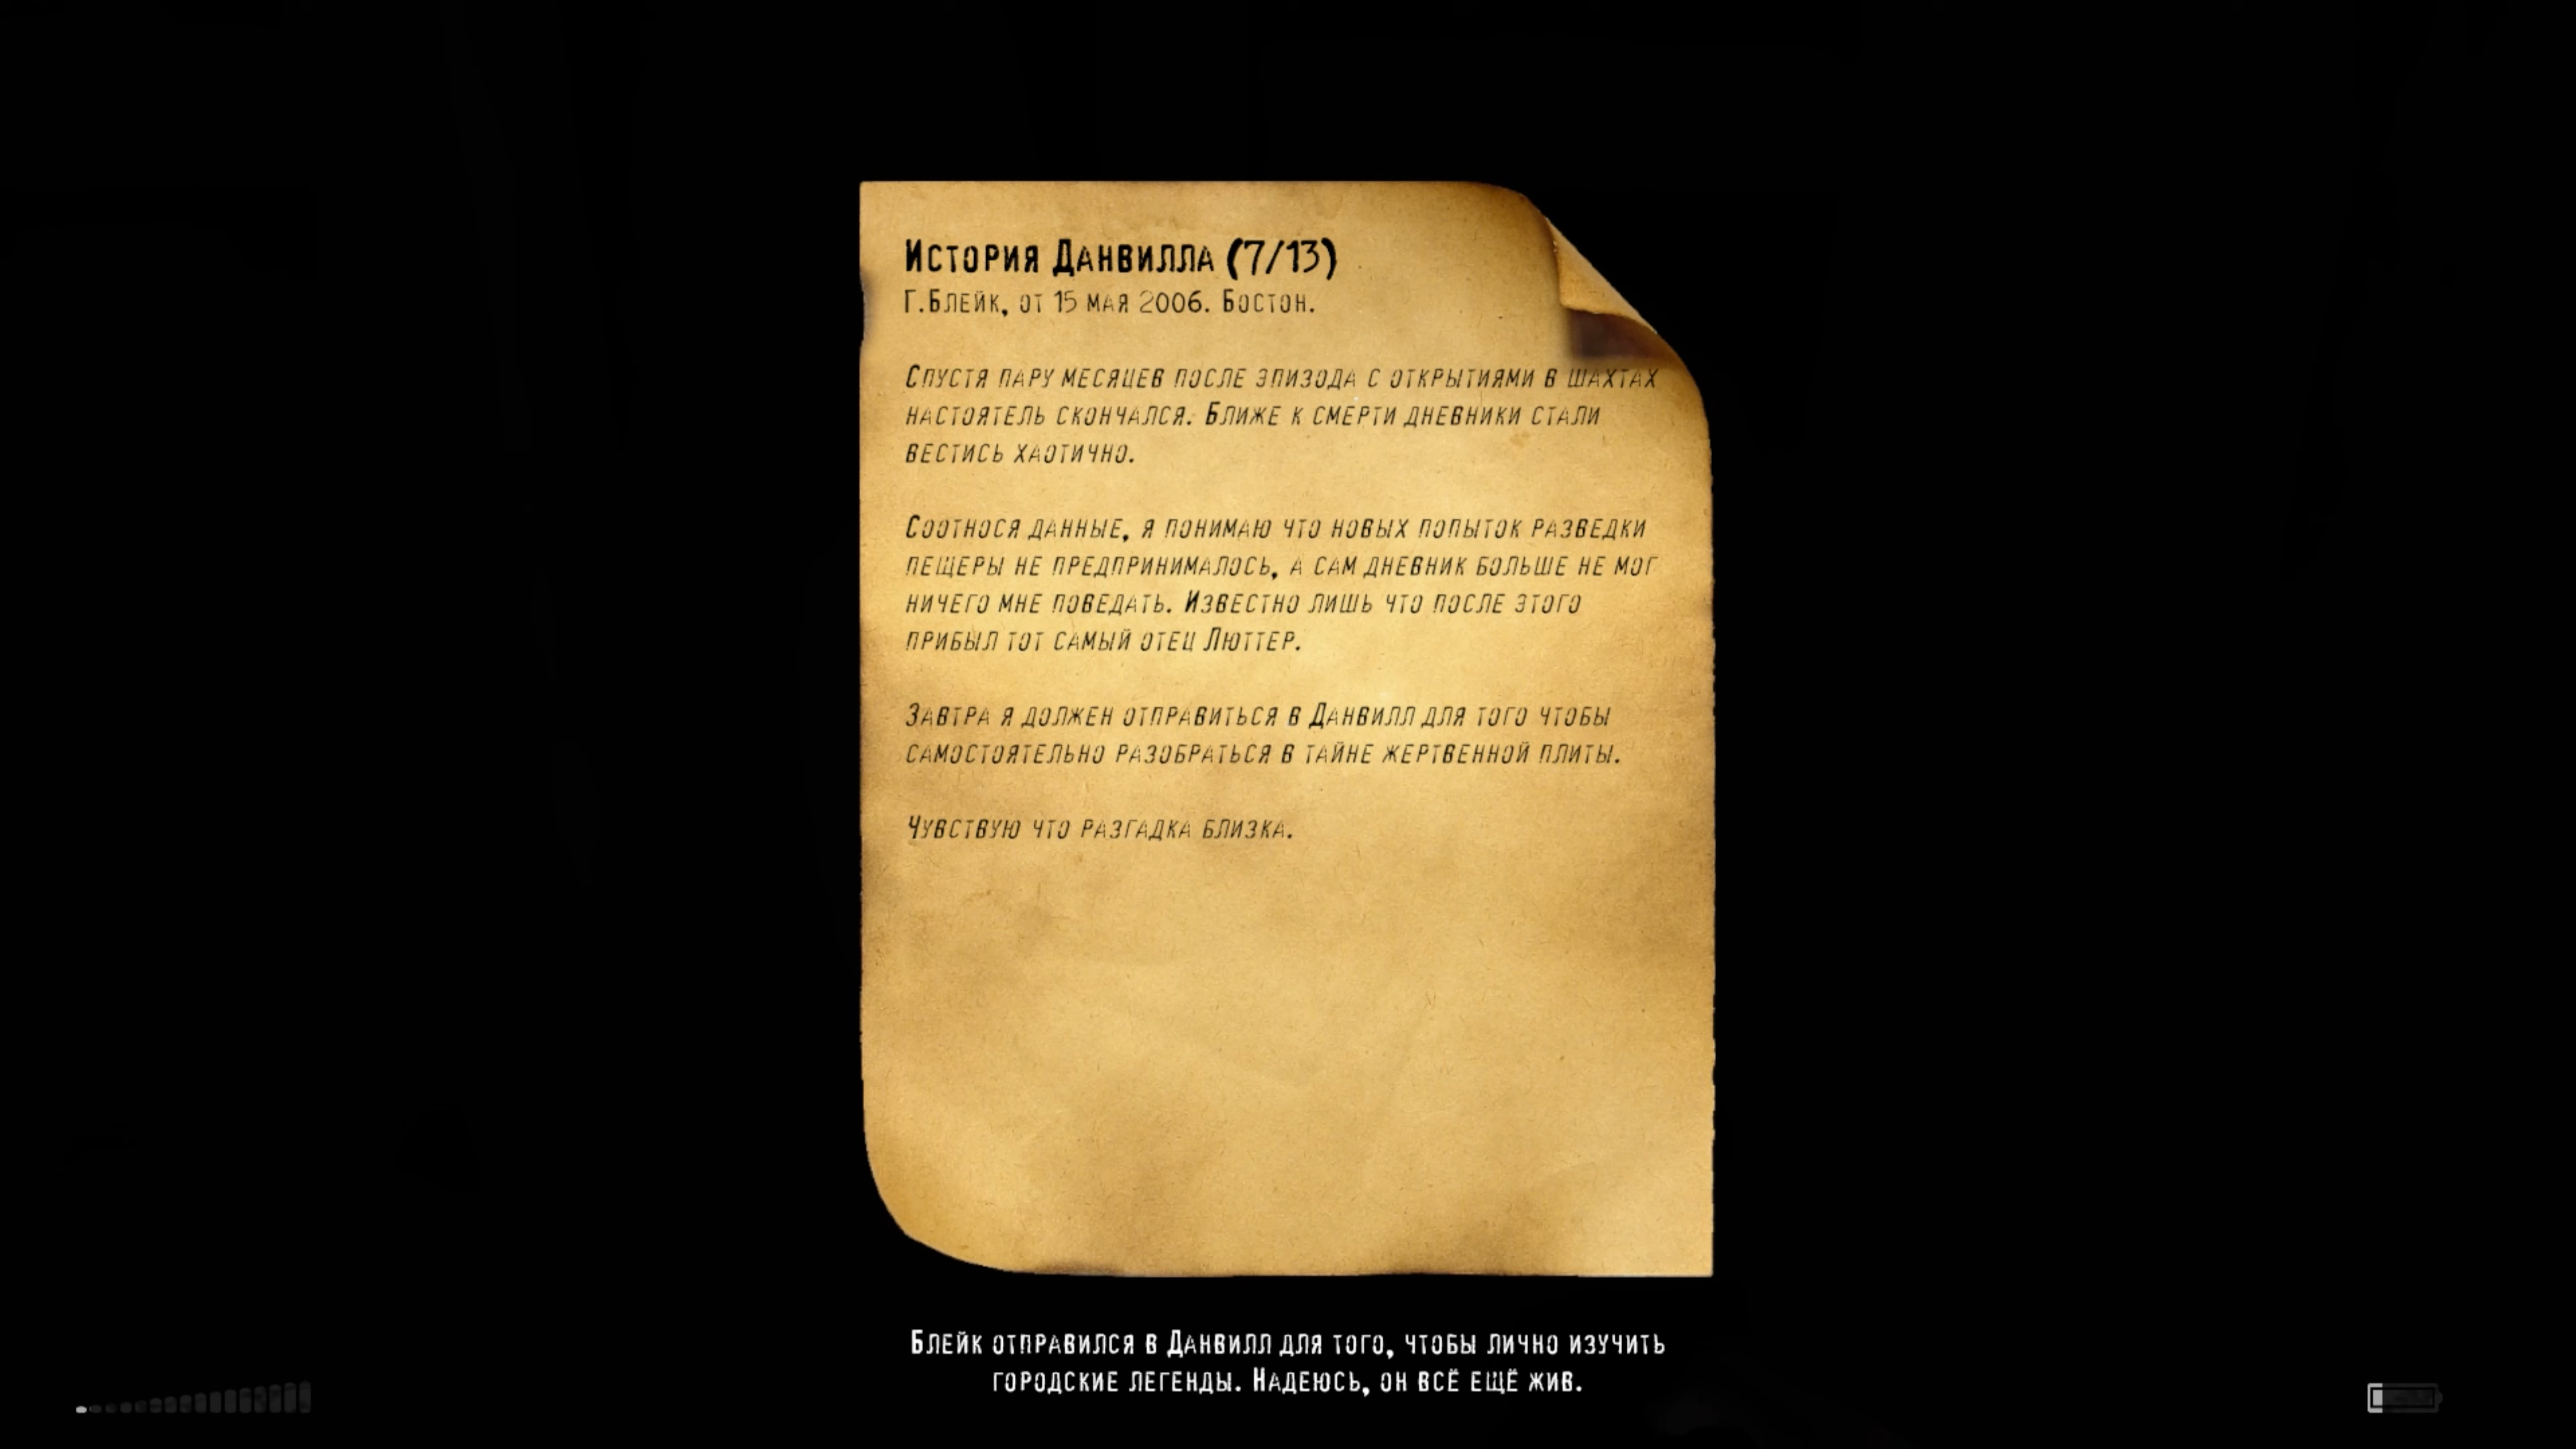 История Данвилла (7/13)
Г.Блейк, от 15 мая 2006. Бостон.
Спустя пару месяцев после эпизода с открытиями в шахтах
настоятель скончался. Ближе к смерти дневники стали
вестись хаотично.
Соотнося данные, я понимаю что новых попыток разведки
пещеры не предпринималось, а сам дневник больше не мог
ничего мне поведать. Известно лишь что после этого
прибыл тот самый отец Люттер.
Завтра я должен отправиться в Данвилл для того чтобы
самостоятельно разобраться в тайне жертвенной плиты.
Чувствую что разгадка близка.
Блейк отправился в Данвилл для того, чтобы лично изучить
городские легенды. Надеюсь, он всё ещё жив.